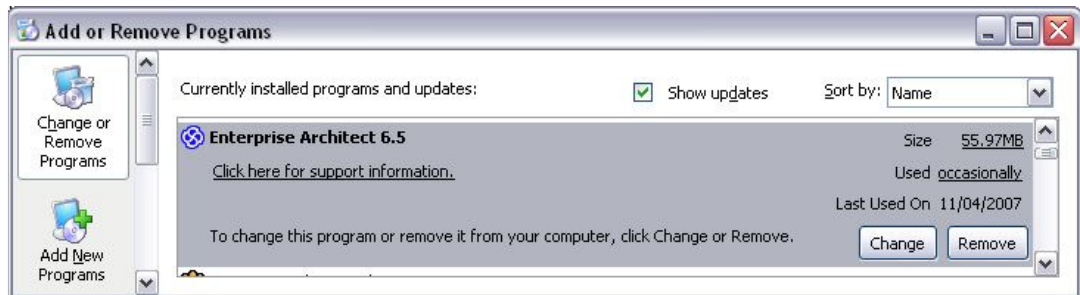 Add or Remove Programs
Change or
Remove
Programs
Add New
Programs
Currently installed programs and updates:
Show updates
Sort by: Name
Enterprise Architect 6.5
Size 55.97MB
Click here for support information.
Used occasionally
Last Used On 11/04/2007
To change this program or remove it from your computer, click Change or Remove.
Change Remove